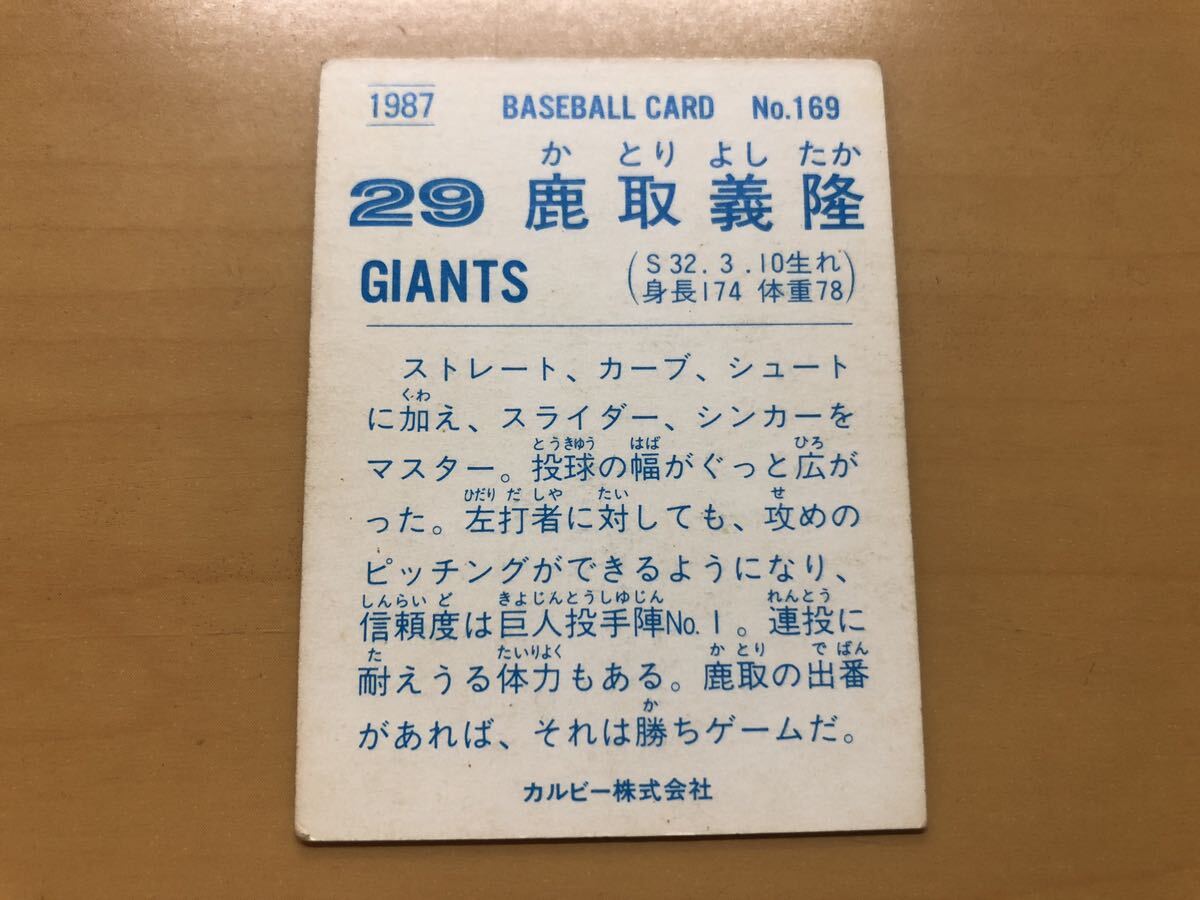 1987 BASEBALL CARD No.169
か とり よし たか
29 鹿取義隆
GIANTS
(S32.3.10生れ
身長174 体重78)
ストレート、カーブ、シュート
くわ
に加え、スライダー、シンカーを
とうきゆう はば ひろ
マスター。投球の幅がぐっと広が
ひだり だ しや たい せ
った。左打者に対しても、攻めの
ピッチングができるようになり、
しんらい ど きよじんとうしゆじん れんとう
信頼度は巨人投手陣No.1。連投に
た たいりよく か とり で ばん
耐えうる体力もある。鹿取の出番
か
があれば、それは勝ちゲームだ。
カルビー株式会社